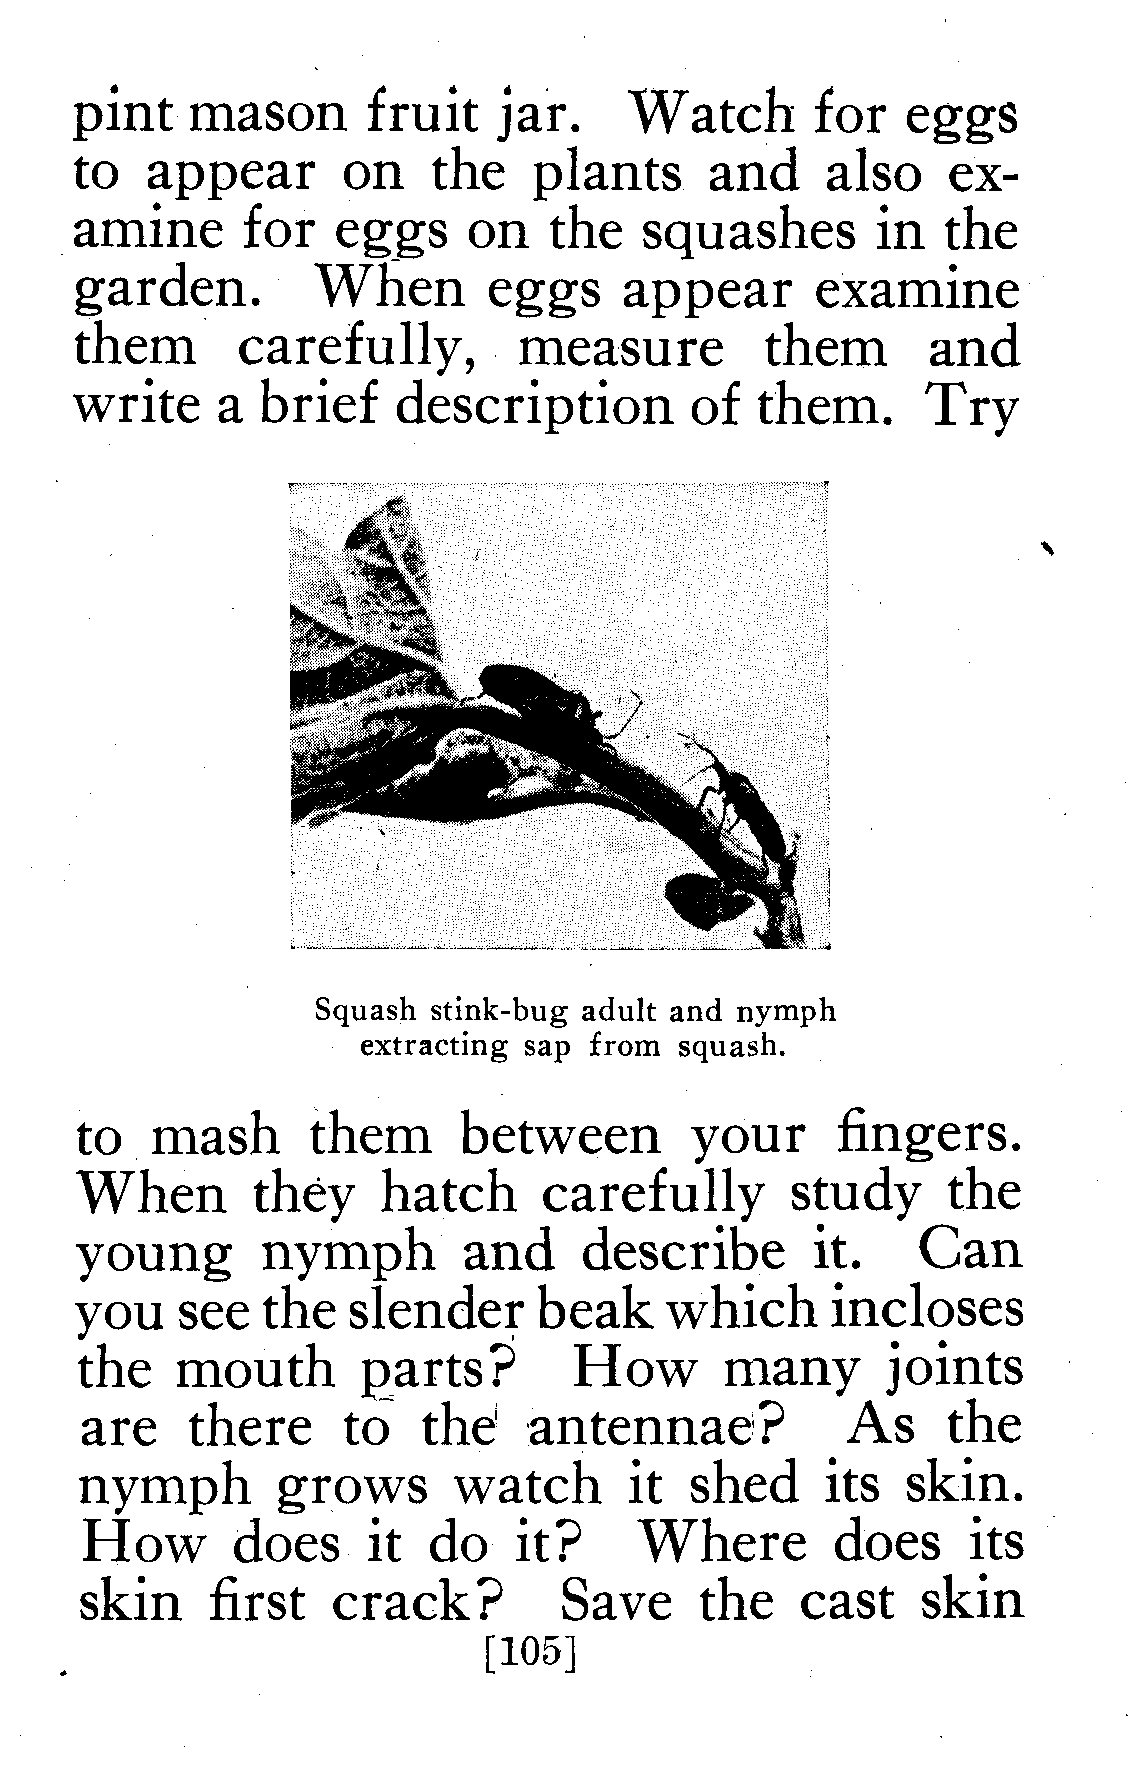 pint mason fruit jar. Watch for eggs
to appear on the plants and also ex-
amine for eggs on the squashes in the
garden. When eggs appear examine
them carefully, measure them and
write a brief description of them. Try
Squash stink-bug adult and nymph
extracting sap from squash.
to mash them between your fingers.
When they hatch carefully study the
young nymph and describe it. Can
you see the slender beak which incloses
the mouth parts? How many joints
are there to the antennae? As the
nymph grows watch it shed its skin.
How does it do it? Where does its
skin first crack? Save the cast skin
[105]